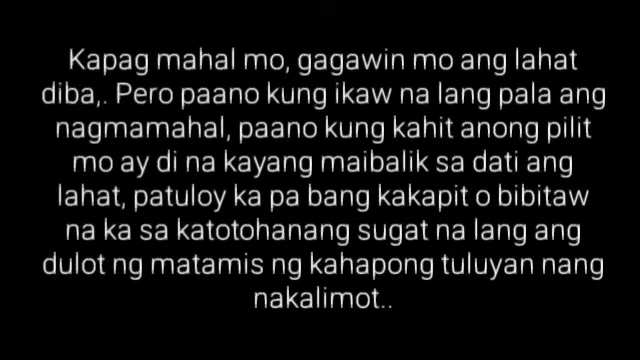 Kapag mahal mo, gagawin mo ang lahat
diba,. Pero paano kung ikaw na lang pala ang
nagmamahal, paano kung kahit anong pilit
mo ay di na kayang maibalik sa dati ang
lahat, patuloy ka pa bang kakapit o bibitaw
na ka sa katotohanang sugat na lang ang
dulot ng matamis ng kahapong tuluyan nang
nakalimot..